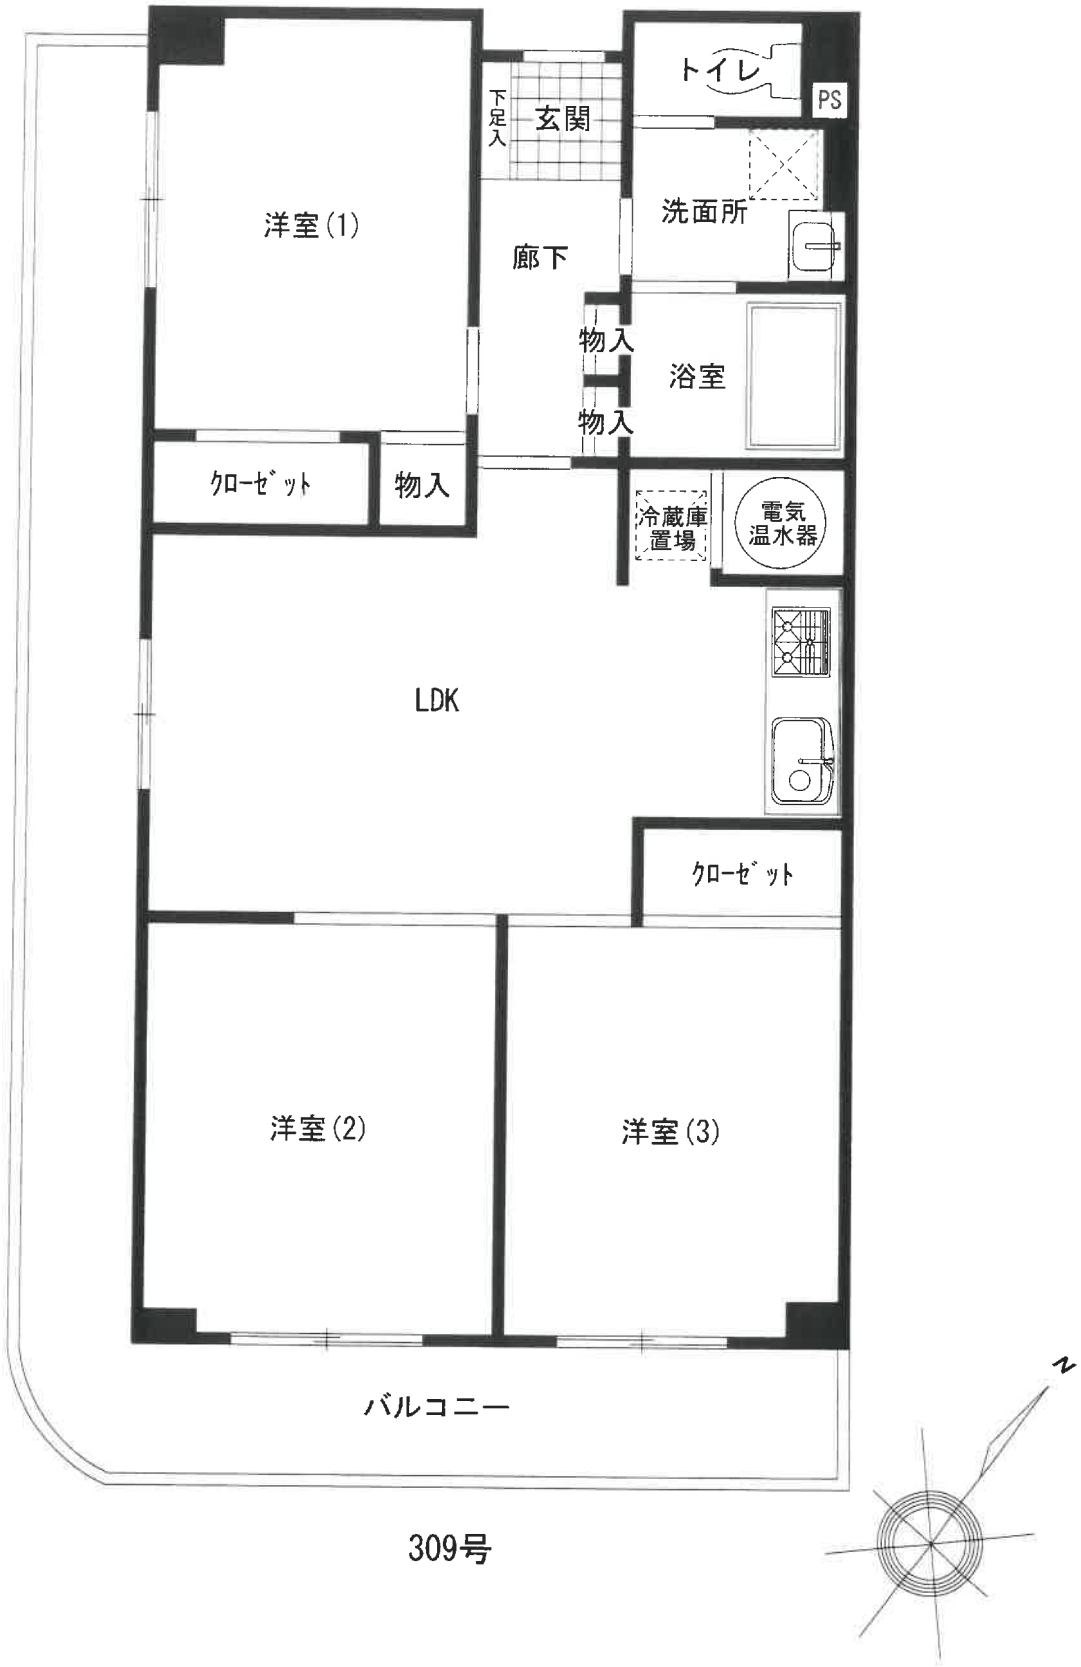 トイレ
PS
下足入
玄関
洗面所
洋室(1)
廊下
物入
浴室
物入
クローゼット
物入
冷蔵庫
置場
電気
温水器
LDK
クローゼット
洋室(2)
洋室(3)
バルコニー
N
309号